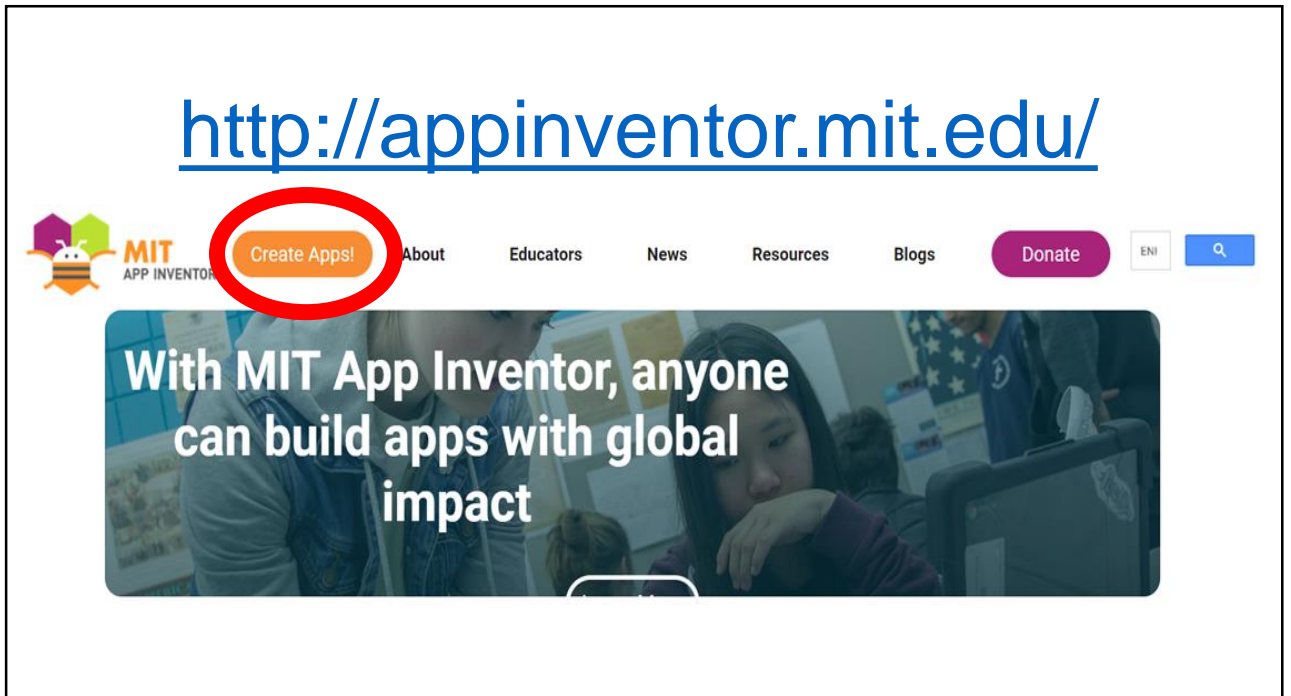 http://appinventor.mit.edu/
MIT
APP INVENTOR
Create Apps!
About
Educators
News
Resources
Blogs
Donate
ENI
With MIT App Inventor, anyone
can build apps with global
impact